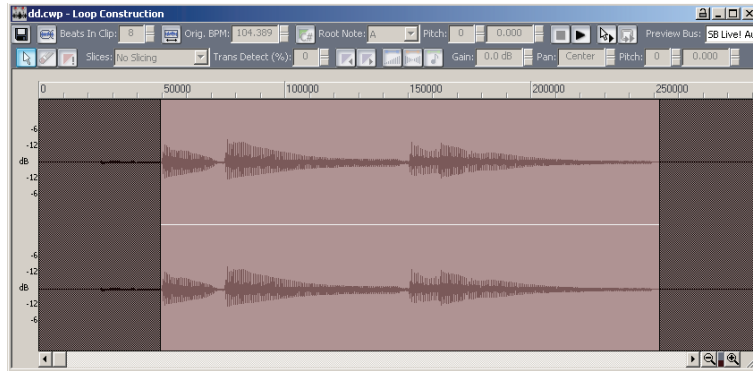 dd.cwp - Loop Construction
Beats In Clip: 8 Orig. BPM: 104.389 C# Root Note: A Pitch: 0 0.000 Preview Bus: SB Live! Au
Slices: No Slicing Trans Detect (%): 0 Gain: 0.0 dB Pan: Center Pitch: 0 0.000
0 50000 100000 150000 200000 250000
-6
-12
dB
-12
-6
-6
-12
dB
-12
-6